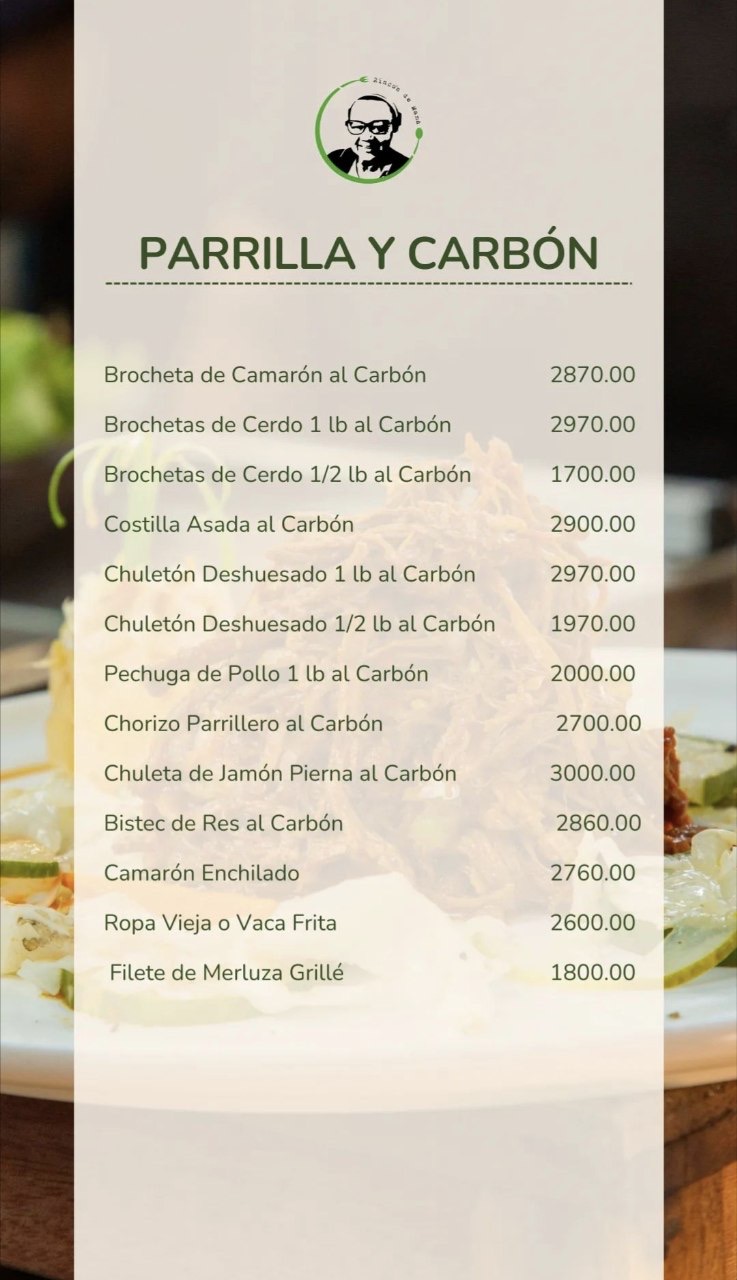 Rincón de Nená
PARRILLA Y CARBÓN
Brocheta de Camarón al Carbón 2870.00
Brochetas de Cerdo 1 lb al Carbón 2970.00
Brochetas de Cerdo 1/2 lb al Carbón 1700.00
Costilla Asada al Carbón 2900.00
Chuletón Deshuesado 1 lb al Carbón 2970.00
Chuletón Deshuesado 1/2 lb al Carbón 1970.00
Pechuga de Pollo 1 lb al Carbón 2000.00
Chorizo Parrillero al Carbón 2700.00
Chuleta de Jamón Pierna al Carbón 3000.00
Bistec de Res al Carbón 2860.00
Camarón Enchilado 2760.00
Ropa Vieja o Vaca Frita 2600.00
Filete de Merluza Grillé 1800.00